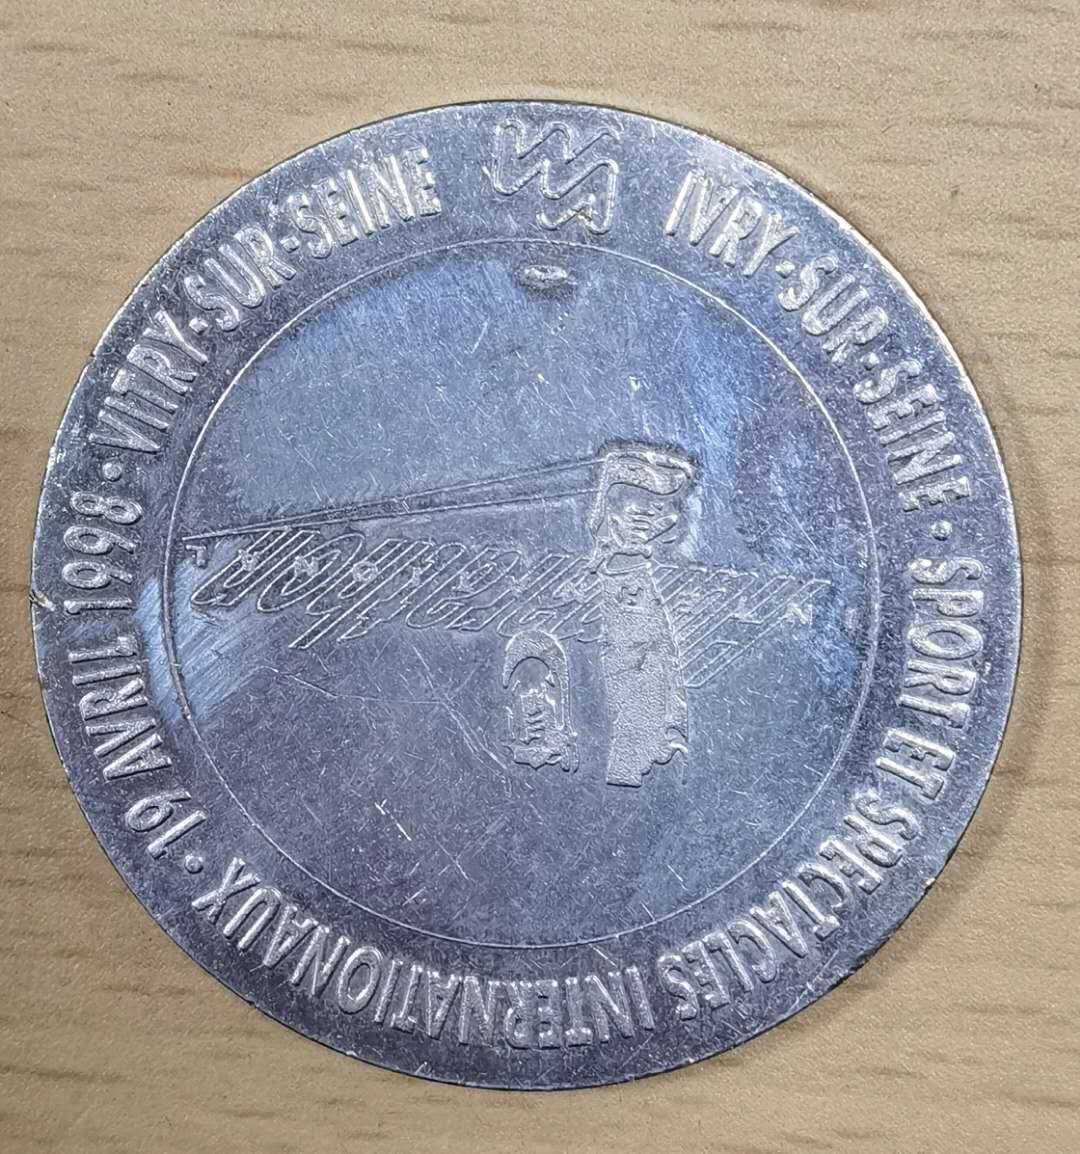 IVRY-SUR-SEINE • SPORT ET SPECTACLES INTERNATIONAUX • 19 AVRIL 1998 • VITRY-SUR-SEINE